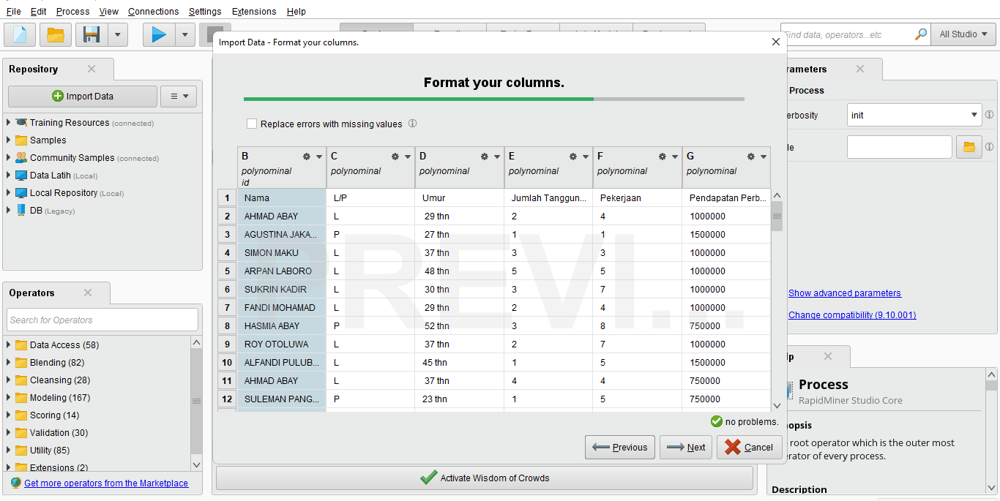 File Edit Process View Connections Settings Extensions Help
Find data, operators...etc
All Studio
Import Data - Format your columns.
Repository
Import Data
Training Resources (connected)
Samples
Community Samples (connected)
Data Latih (Local)
Local Repository (Local)
DB (Legacy)
Operators
Search for Operators
Data Access (58)
Blending (82)
Cleansing (28)
Modeling (167)
Scoring (14)
Validation (30)
Utility (85)
Extensions (2)
Get more operators from the Marketplace
Format your columns.
Replace errors with missing values
B C D E F G
polynominal polynominal polynominal polynominal polynominal polynominal
id
1 Nama L/P Umur Jumlah Tanggun... Pekerjaan Pendapatan Perb...
2 AHMAD ABAY L 29 thn 2 4 1000000
3 AGUSTINA JAKA... P 27 thn 1 1 1500000
4 SIMON MAKU L 37 thn 3 3 1000000
5 ARPAN LABORO L 48 thn 5 5 1000000
6 SUKRIN KADIR L 30 thn 3 7 1000000
7 FANDI MOHAMAD L 29 thn 2 4 1000000
8 HASMIA ABAY P 52 thn 3 8 750000
9 ROY OTOLUWA L 37 thn 2 7 1000000
10 ALFANDI PULUB... L 45 thn 1 5 1500000
11 AHMAD ABAY L 37 thn 4 4 750000
12 SULEMAN PANG... P 23 thn 1 5 750000
PREVI...
no problems.
Previous Next Cancel
Activate Wisdom of Crowds
rameters
Process
erbosity init
le
Show advanced parameters
Change compatibility (9.10.001)
lp
Process
RapidMiner Studio Core
nopsis
root operator which is the outer most
erator of every process.
Description